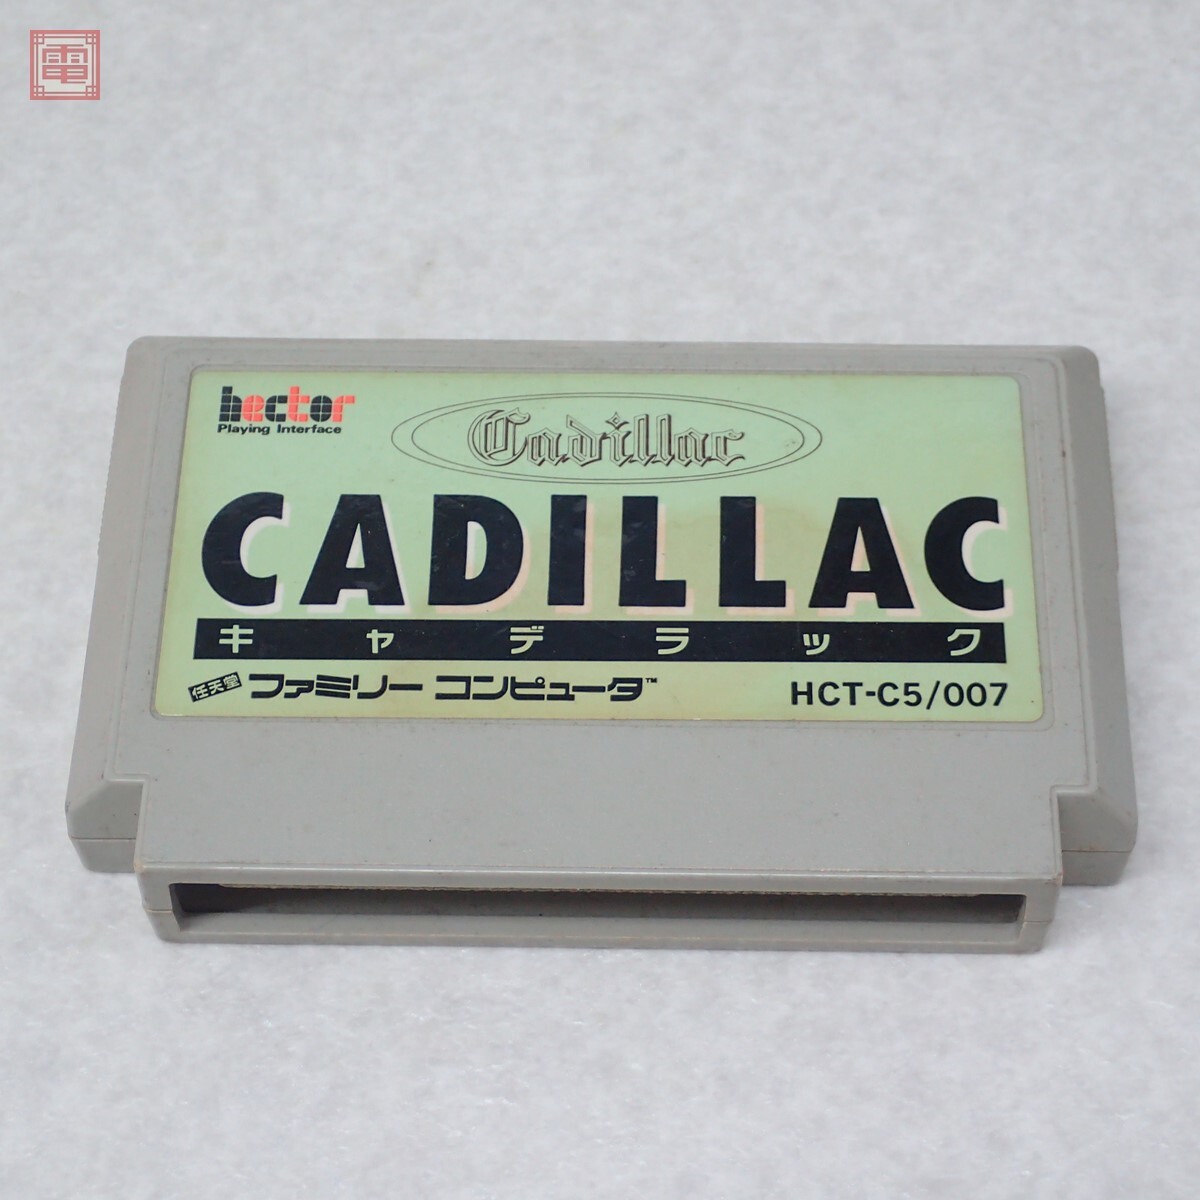 電
hector
Playing Interface
Cadillac
CADILLAC
キャデラック
任天堂 ファミリー コンピュータ™
HCT-C5/007